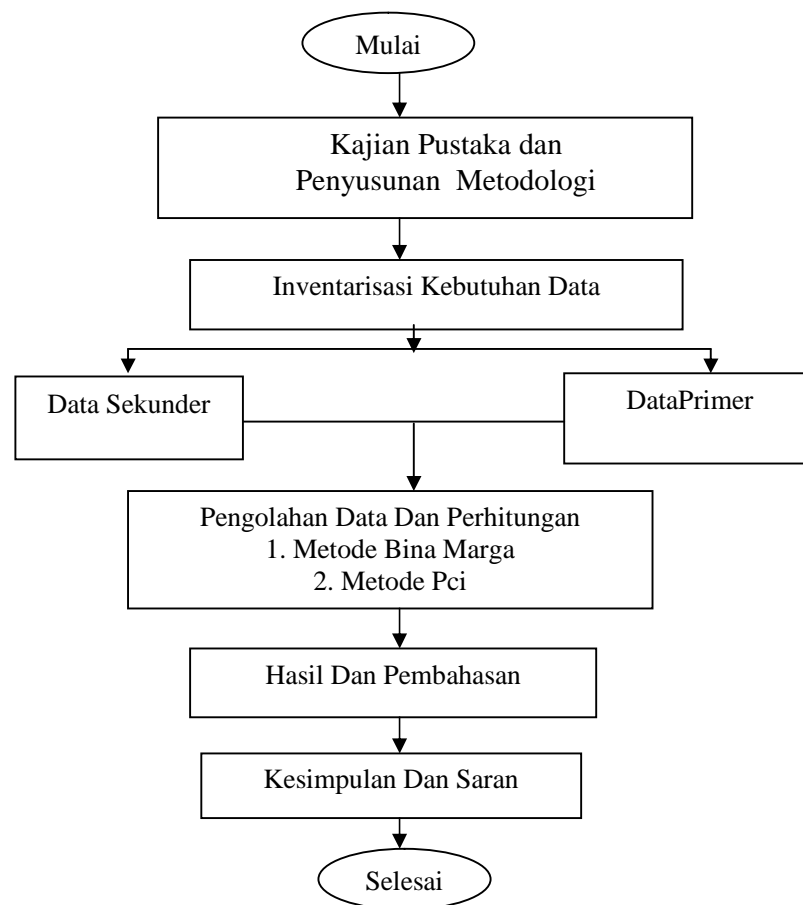 Mulai
Kajian Pustaka dan
Penyusunan Metodologi
Inventarisasi Kebutuhan Data
Data Sekunder
DataPrimer
Pengolahan Data Dan Perhitungan
1. Metode Bina Marga
2. Metode Pci
Hasil Dan Pembahasan
Kesimpulan Dan Saran
Selesai